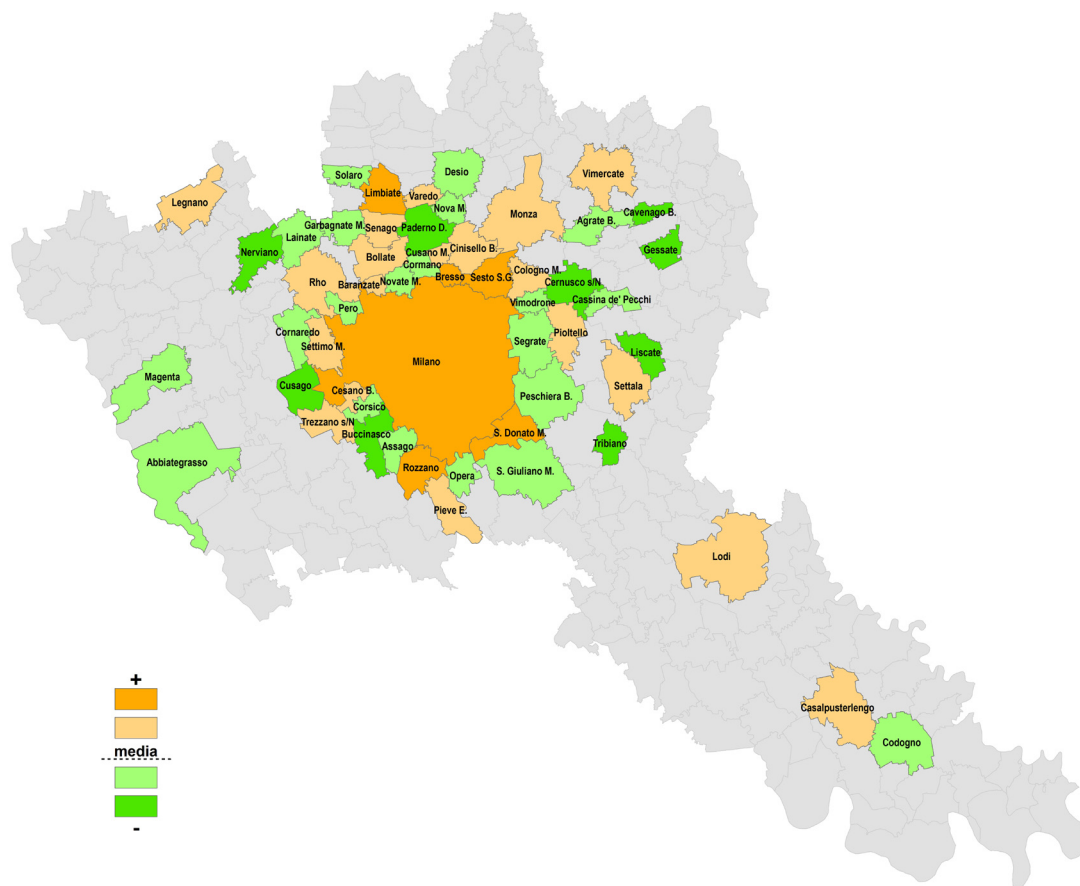 Solaro
Desio
Vimercate
Limbiate
Varedo
Legnano
Nova M.
Monza
Cavenago B.
Garbagnate M.
Agrate B.
Senago
Paderno D.
Lainate
Nerviano
Cinisello B.
Gessate
Cusano M.
Bollate
Cormano
Cologno M.
Rho
Bresso
Sesto S.G.
Baranzate
Novate M.
Cernusco s/N
Cassina de' Pecchi
Vimodrone
Pero
Cornaredo
Pioltello
Segrate
Settimo M.
Liscate
Milano
Magenta
Cusago
Settala
Cesano B.
Peschiera B.
Corsico
Trezzano s/N
Buccinasco
S. Donato M.
Assago
Tribiano
Abbiategrasso
Rozzano
S. Giuliano M.
Opera
Pieve E.
Lodi
+
Casalpusterlengo
Codogno
media
-